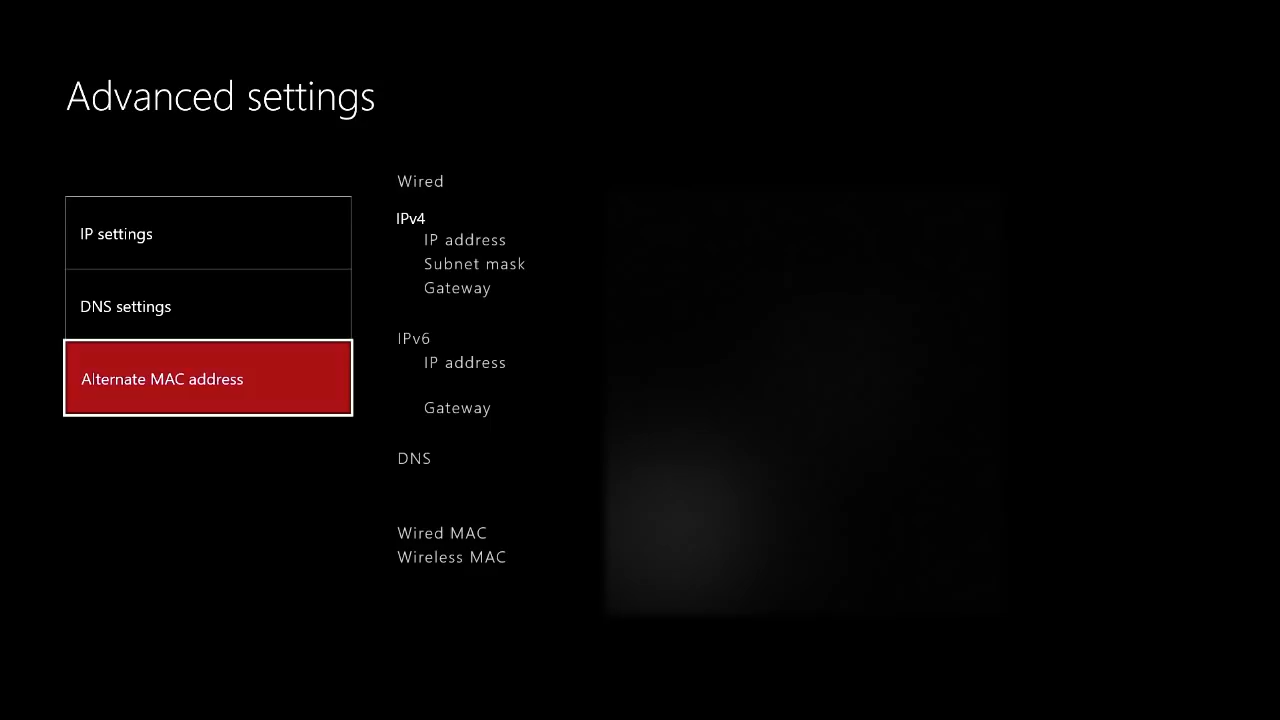 Advanced settings
IP settings
DNS settings
Alternate MAC address
Wired
IPv4
IP address
Subnet mask
Gateway
IPv6
IP address
Gateway
DNS
Wired MAC
Wireless MAC